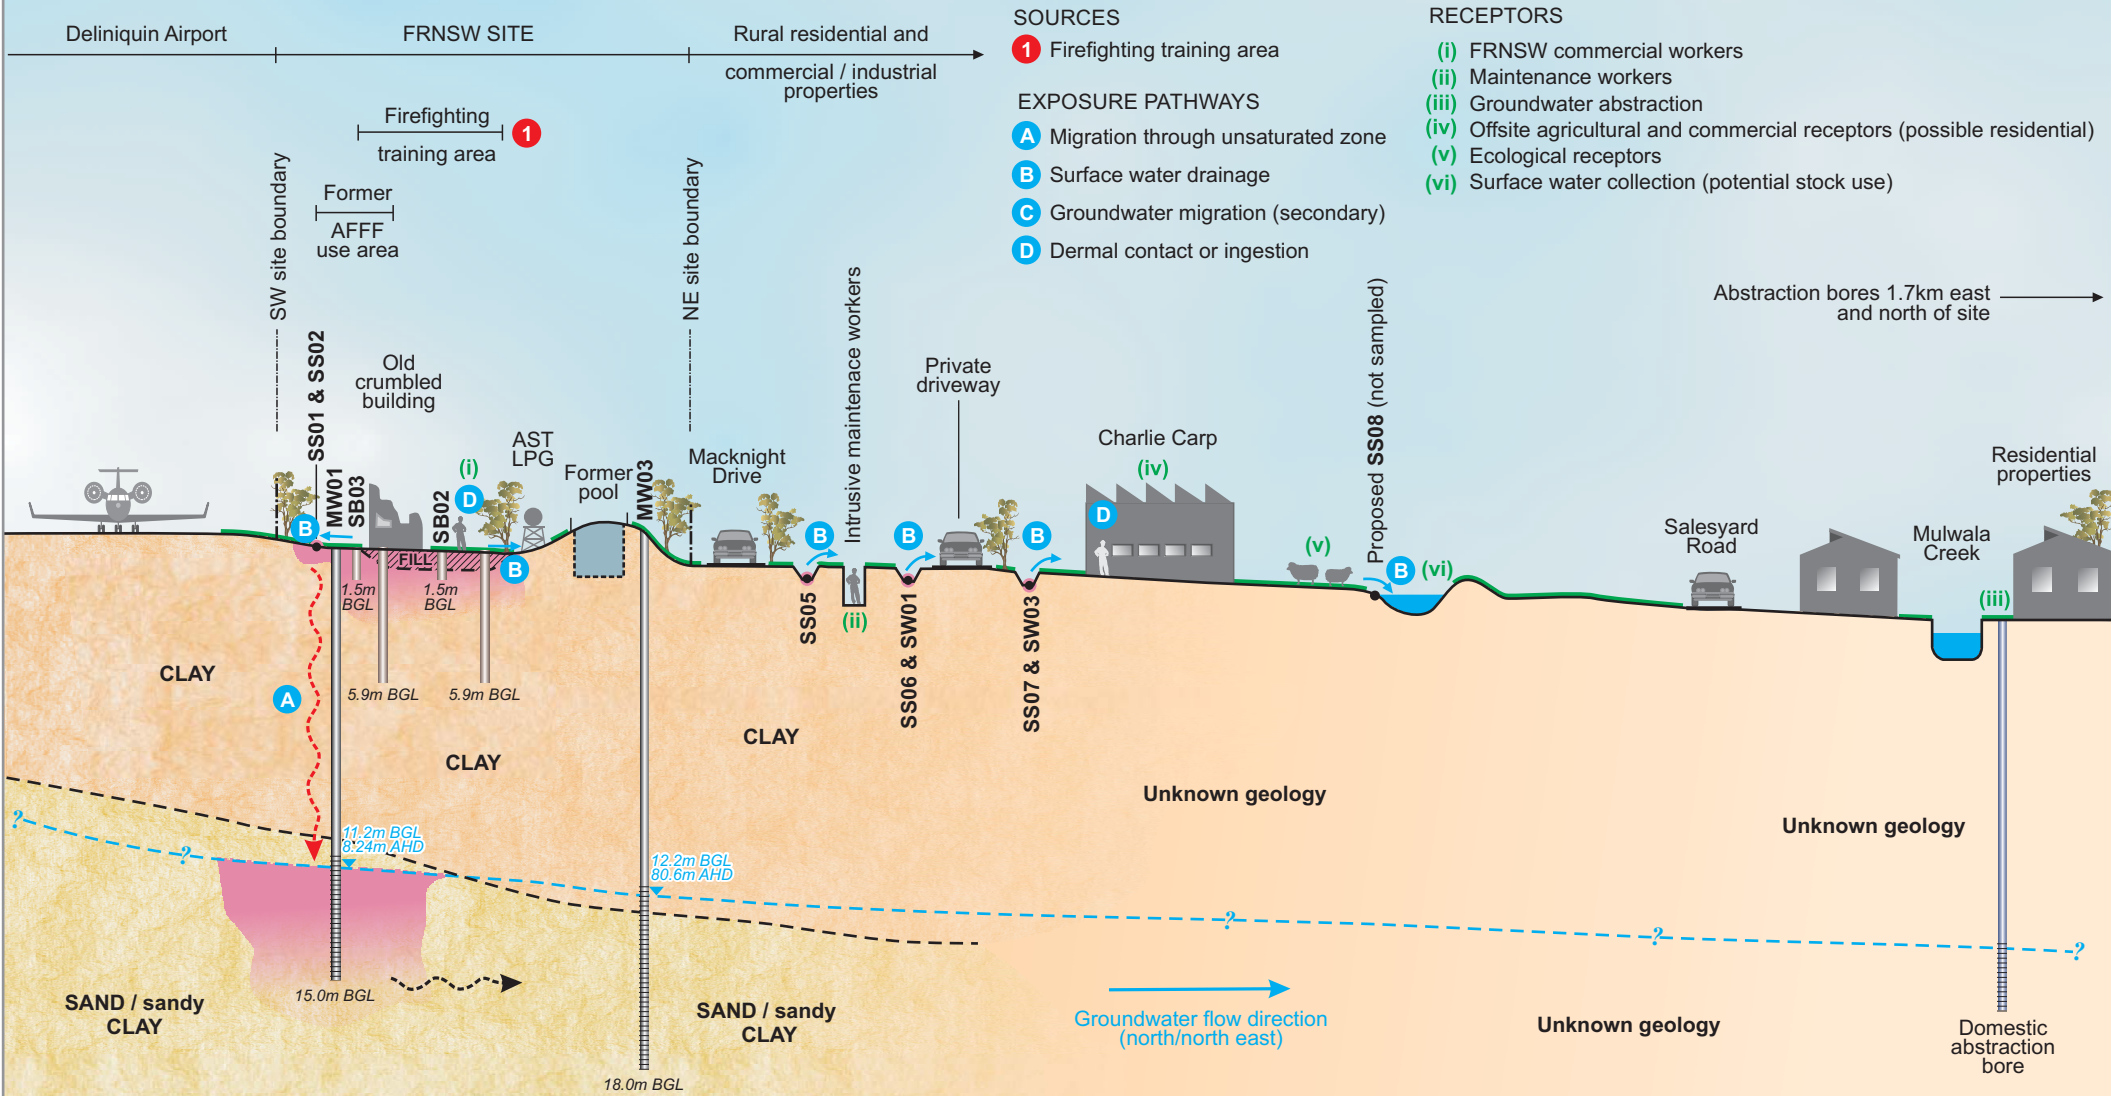 Deliniquin Airport
FRNSW SITE
Rural residential and
commercial / industrial
properties
SOURCES
1 Firefighting training area
EXPOSURE PATHWAYS
A Migration through unsaturated zone
B Surface water drainage
C Groundwater migration (secondary)
D Dermal contact or ingestion
RECEPTORS
(i) FRNSW commercial workers
(ii) Maintenance workers
(iii) Groundwater abstraction
(iv) Offsite agricultural and commercial receptors (possible residential)
(v) Ecological receptors
(vi) Surface water collection (potential stock use)
Firefighting
training area
1
Former
AFFF
use area
SW site boundary
NE site boundary
Abstraction bores 1.7km east
and north of site
SS01 & SS02
MW01
SB03
Old
crumbled
building
SB02
(i)
D
AST
LPG
Former
pool
MW03
Macknight
Drive
Intrusive maintenace workers
Private
driveway
Charlie Carp
(iv)
D
Proposed SS08 (not sampled)
(v)
B
(vi)
Salesyard
Road
Mulwala
Creek
Residential
properties
(iii)
B
B
B
B
B
FILL
1.5m
BGL
1.5m
BGL
SS05
(ii)
SS06 & SW01
SS07 & SW03
CLAY
A
5.9m BGL
5.9m BGL
CLAY
CLAY
Unknown geology
Unknown geology
?
?
11.2m BGL
8.24m AHD
12.2m BGL
80.6m AHD
?
?
?
15.0m BGL
SAND / sandy
CLAY
SAND / sandy
CLAY
18.0m BGL
Groundwater flow direction
(north/north east)
Unknown geology
Domestic
abstraction
bore